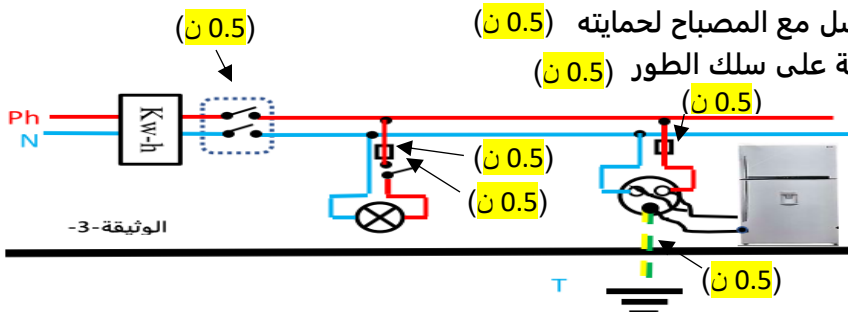 مع المصباح لحمايته (0.5 ن)
على سلك الطور (0.5 ن)
(0.5 ن)
(0.5 ن)
Ph
N
Kw-h
(0.5 ن)
(0.5 ن)
الوثيقة-3-
T
(0.5 ن)